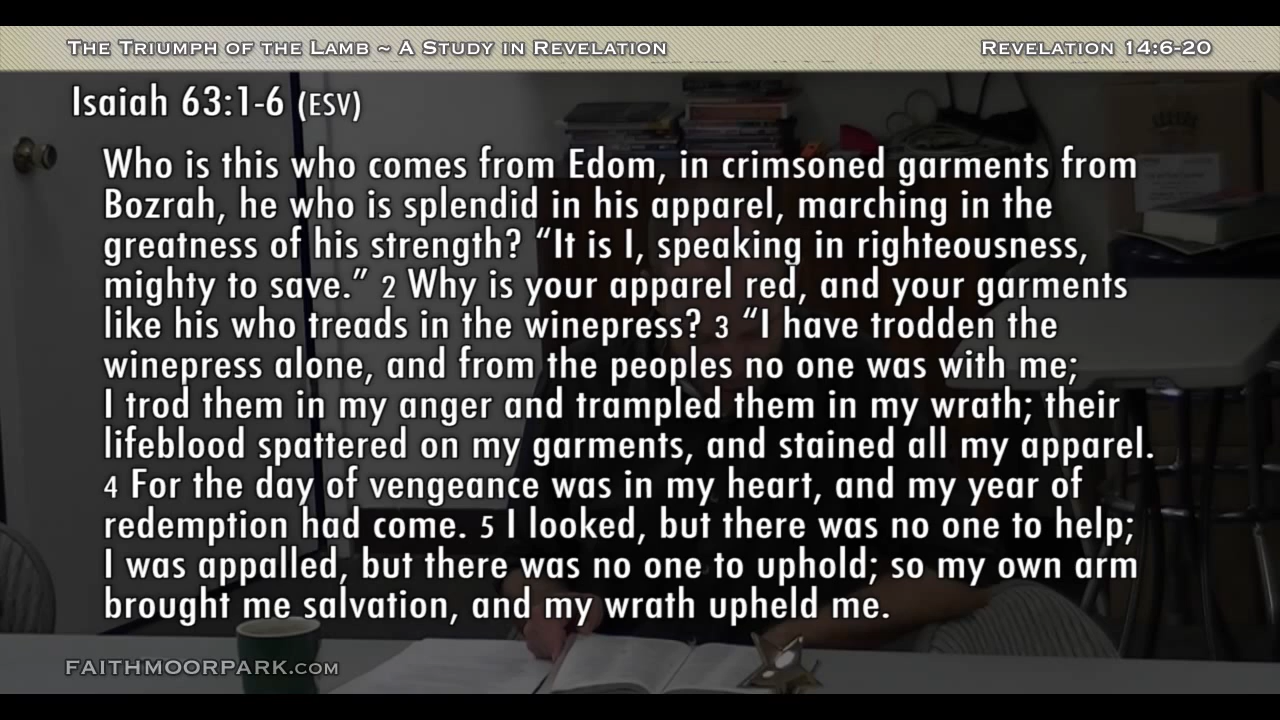 THE TRIUMPH OF THE LAMB ~ A STUDY IN REVELATION
REVELATION 14:6-20
Isaiah 63:1-6 (ESV)
Who is this who comes from Edom, in crimsoned garments from
Bozrah, he who is splendid in his apparel, marching in the
greatness of his strength? “It is I, speaking in righteousness,
mighty to save.” 2 Why is your apparel red, and your garments
like his who treads in the winepress? 3 “I have trodden the
winepress alone, and from the peoples no one was with me;
I trod them in my anger and trampled them in my wrath; their
lifeblood spattered on my garments, and stained all my apparel.
4 For the day of vengeance was in my heart, and my year of
redemption had come. 5 I looked, but there was no one to help;
I was appalled, but there was no one to uphold; so my own arm
brought me salvation, and my wrath upheld me.
FAITHMOORPARK.COM